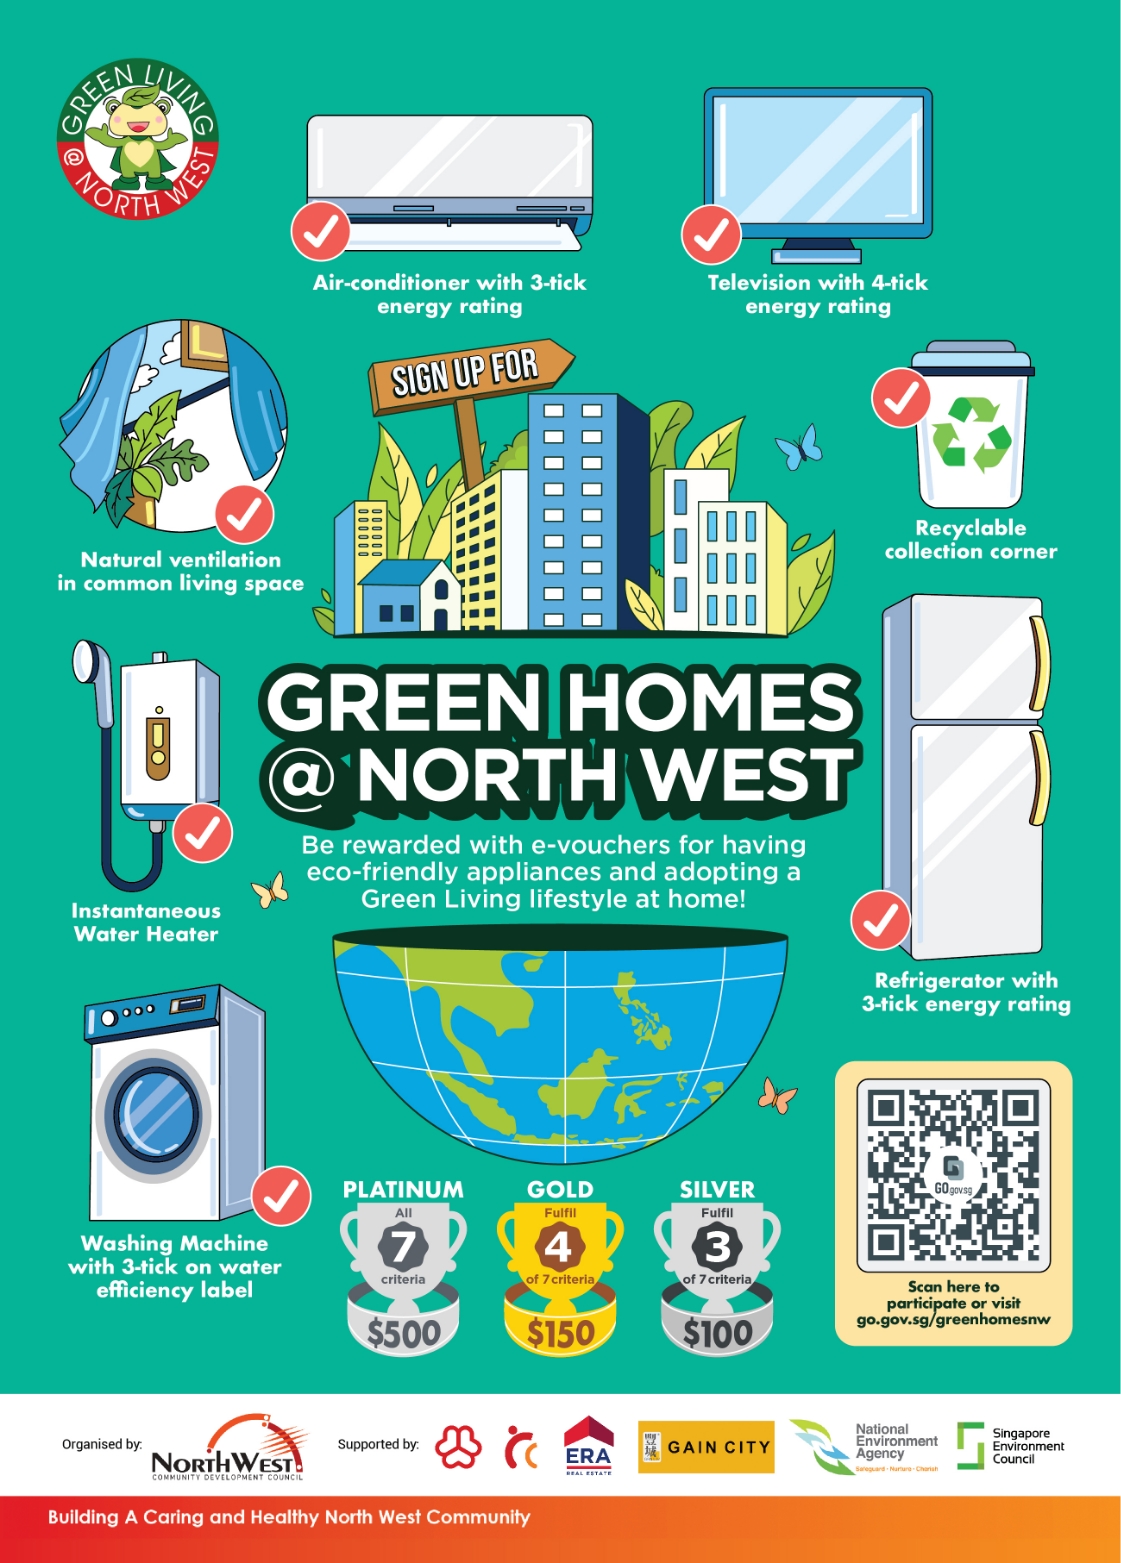 GREEN LIVING
@ NORTH WEST
Air-conditioner with 3-tick
energy rating
Television with 4-tick
energy rating
SIGN UP FOR
Natural ventilation
in common living space
Recyclable
collection corner
GREEN HOMES
@ NORTH WEST
Be rewarded with e-vouchers for having
eco-friendly appliances and adopting a
Green Living lifestyle at home!
Instantaneous
Water Heater
Refrigerator with
3-tick energy rating
Washing Machine
with 3-tick on water
efficiency label
PLATINUM
All
7
criteria
$500
GOLD
Fulfil
4
of 7 criteria
$150
SILVER
Fulfil
3
of 7 criteria
$100
GO.gov.sg
Scan here to
participate or visit
go.gov.sg/greenhomesnw
Organised by:
NORTH WEST
COMMUNITY DEVELOPMENT COUNCIL
Supported by:
ERA
REAL ESTATE
GAIN CITY
National
Environment
Agency
Safeguard · Nurture · Cherish
Singapore
Environment
Council
Building A Caring and Healthy North West Community